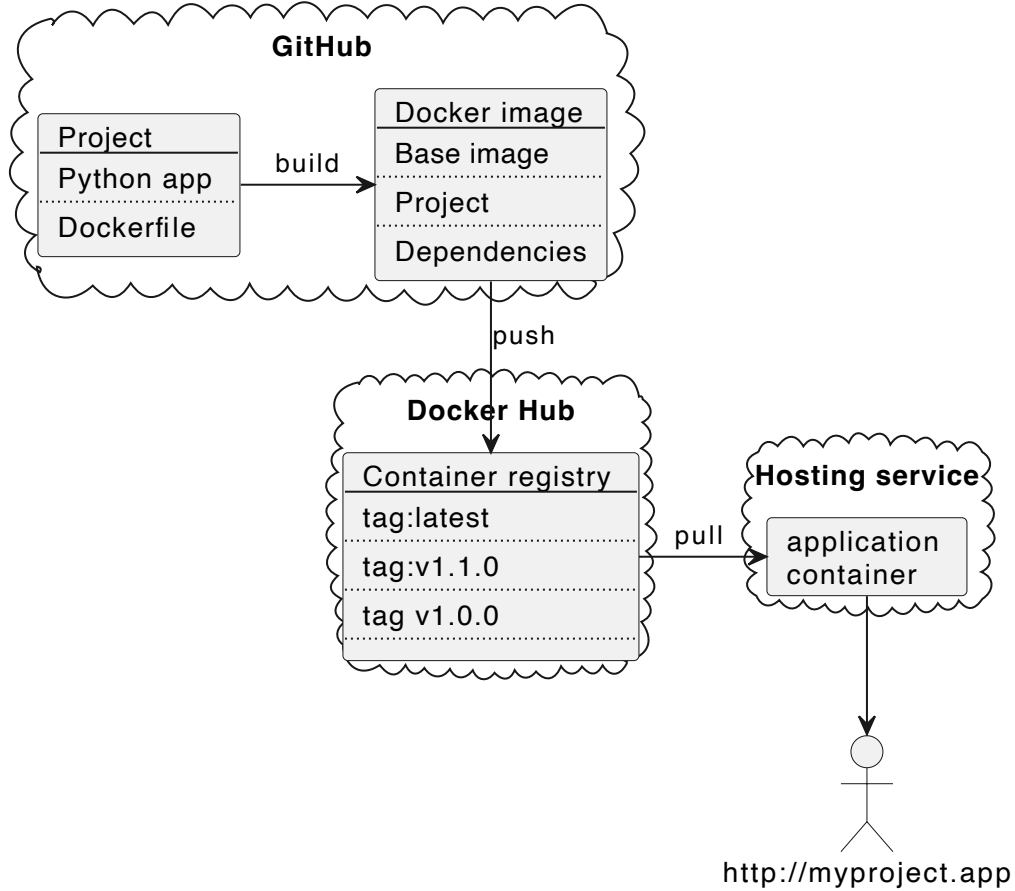 GitHub
Project
Python app
Dockerfile
build
Docker image
Base image
Project
Dependencies
push
Docker Hub
Container registry
tag:latest
tag:v1.1.0
tag v1.0.0
pull
Hosting service
application
container
http://myproject.app